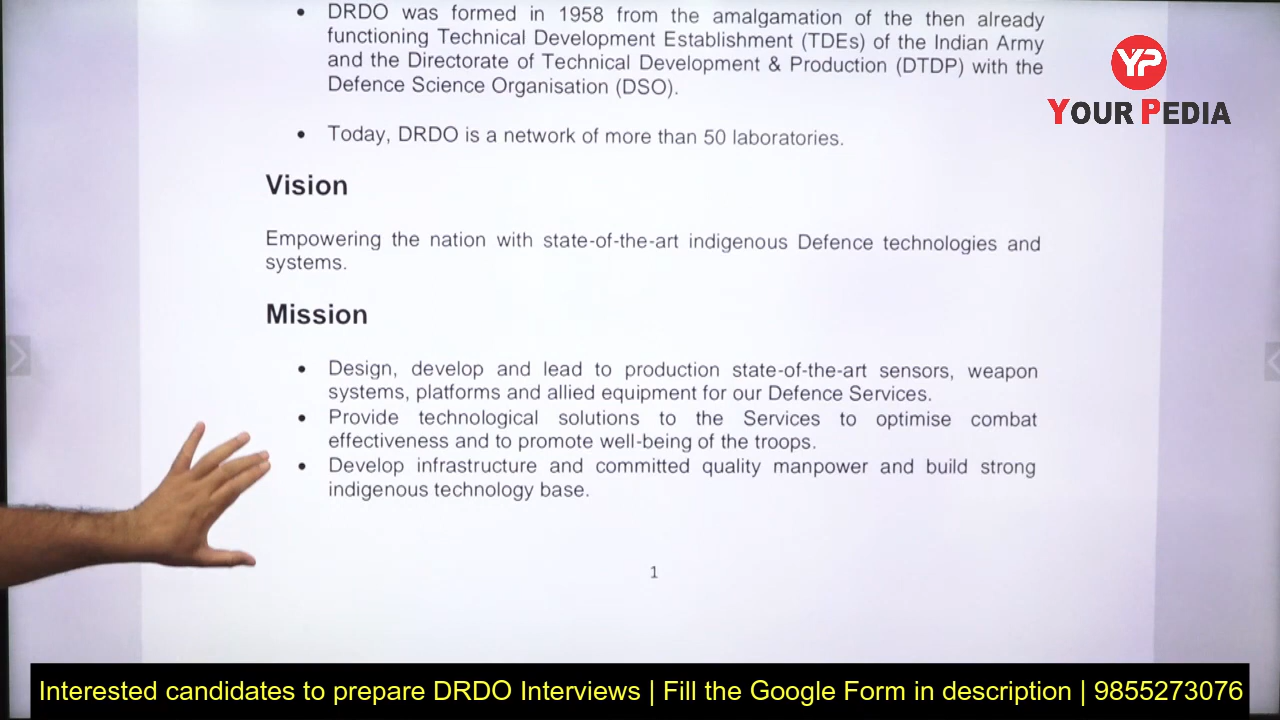 DRDO was formed in 1958 from the amalgamation of the then already
functioning Technical Development Establishment (TDEs) of the Indian Army
and the Directorate of Technical Development & Production (DTDP) with the
Defence Science Organisation (DSO).
YP
YOUR PEDIA
Today, DRDO is a network of more than 50 laboratories.
Vision
Empowering the nation with state-of-the-art indigenous Defence technologies and
systems.
Mission
Design, develop and lead to production state-of-the-art sensors, weapon
systems, platforms and allied equipment for our Defence Services.
Provide technological solutions to the Services to optimise combat
effectiveness and to promote well-being of the troops.
Develop infrastructure and committed quality manpower and build strong
indigenous technology base.
1
Interested candidates to prepare DRDO Interviews | Fill the Google Form in description | 9855273076